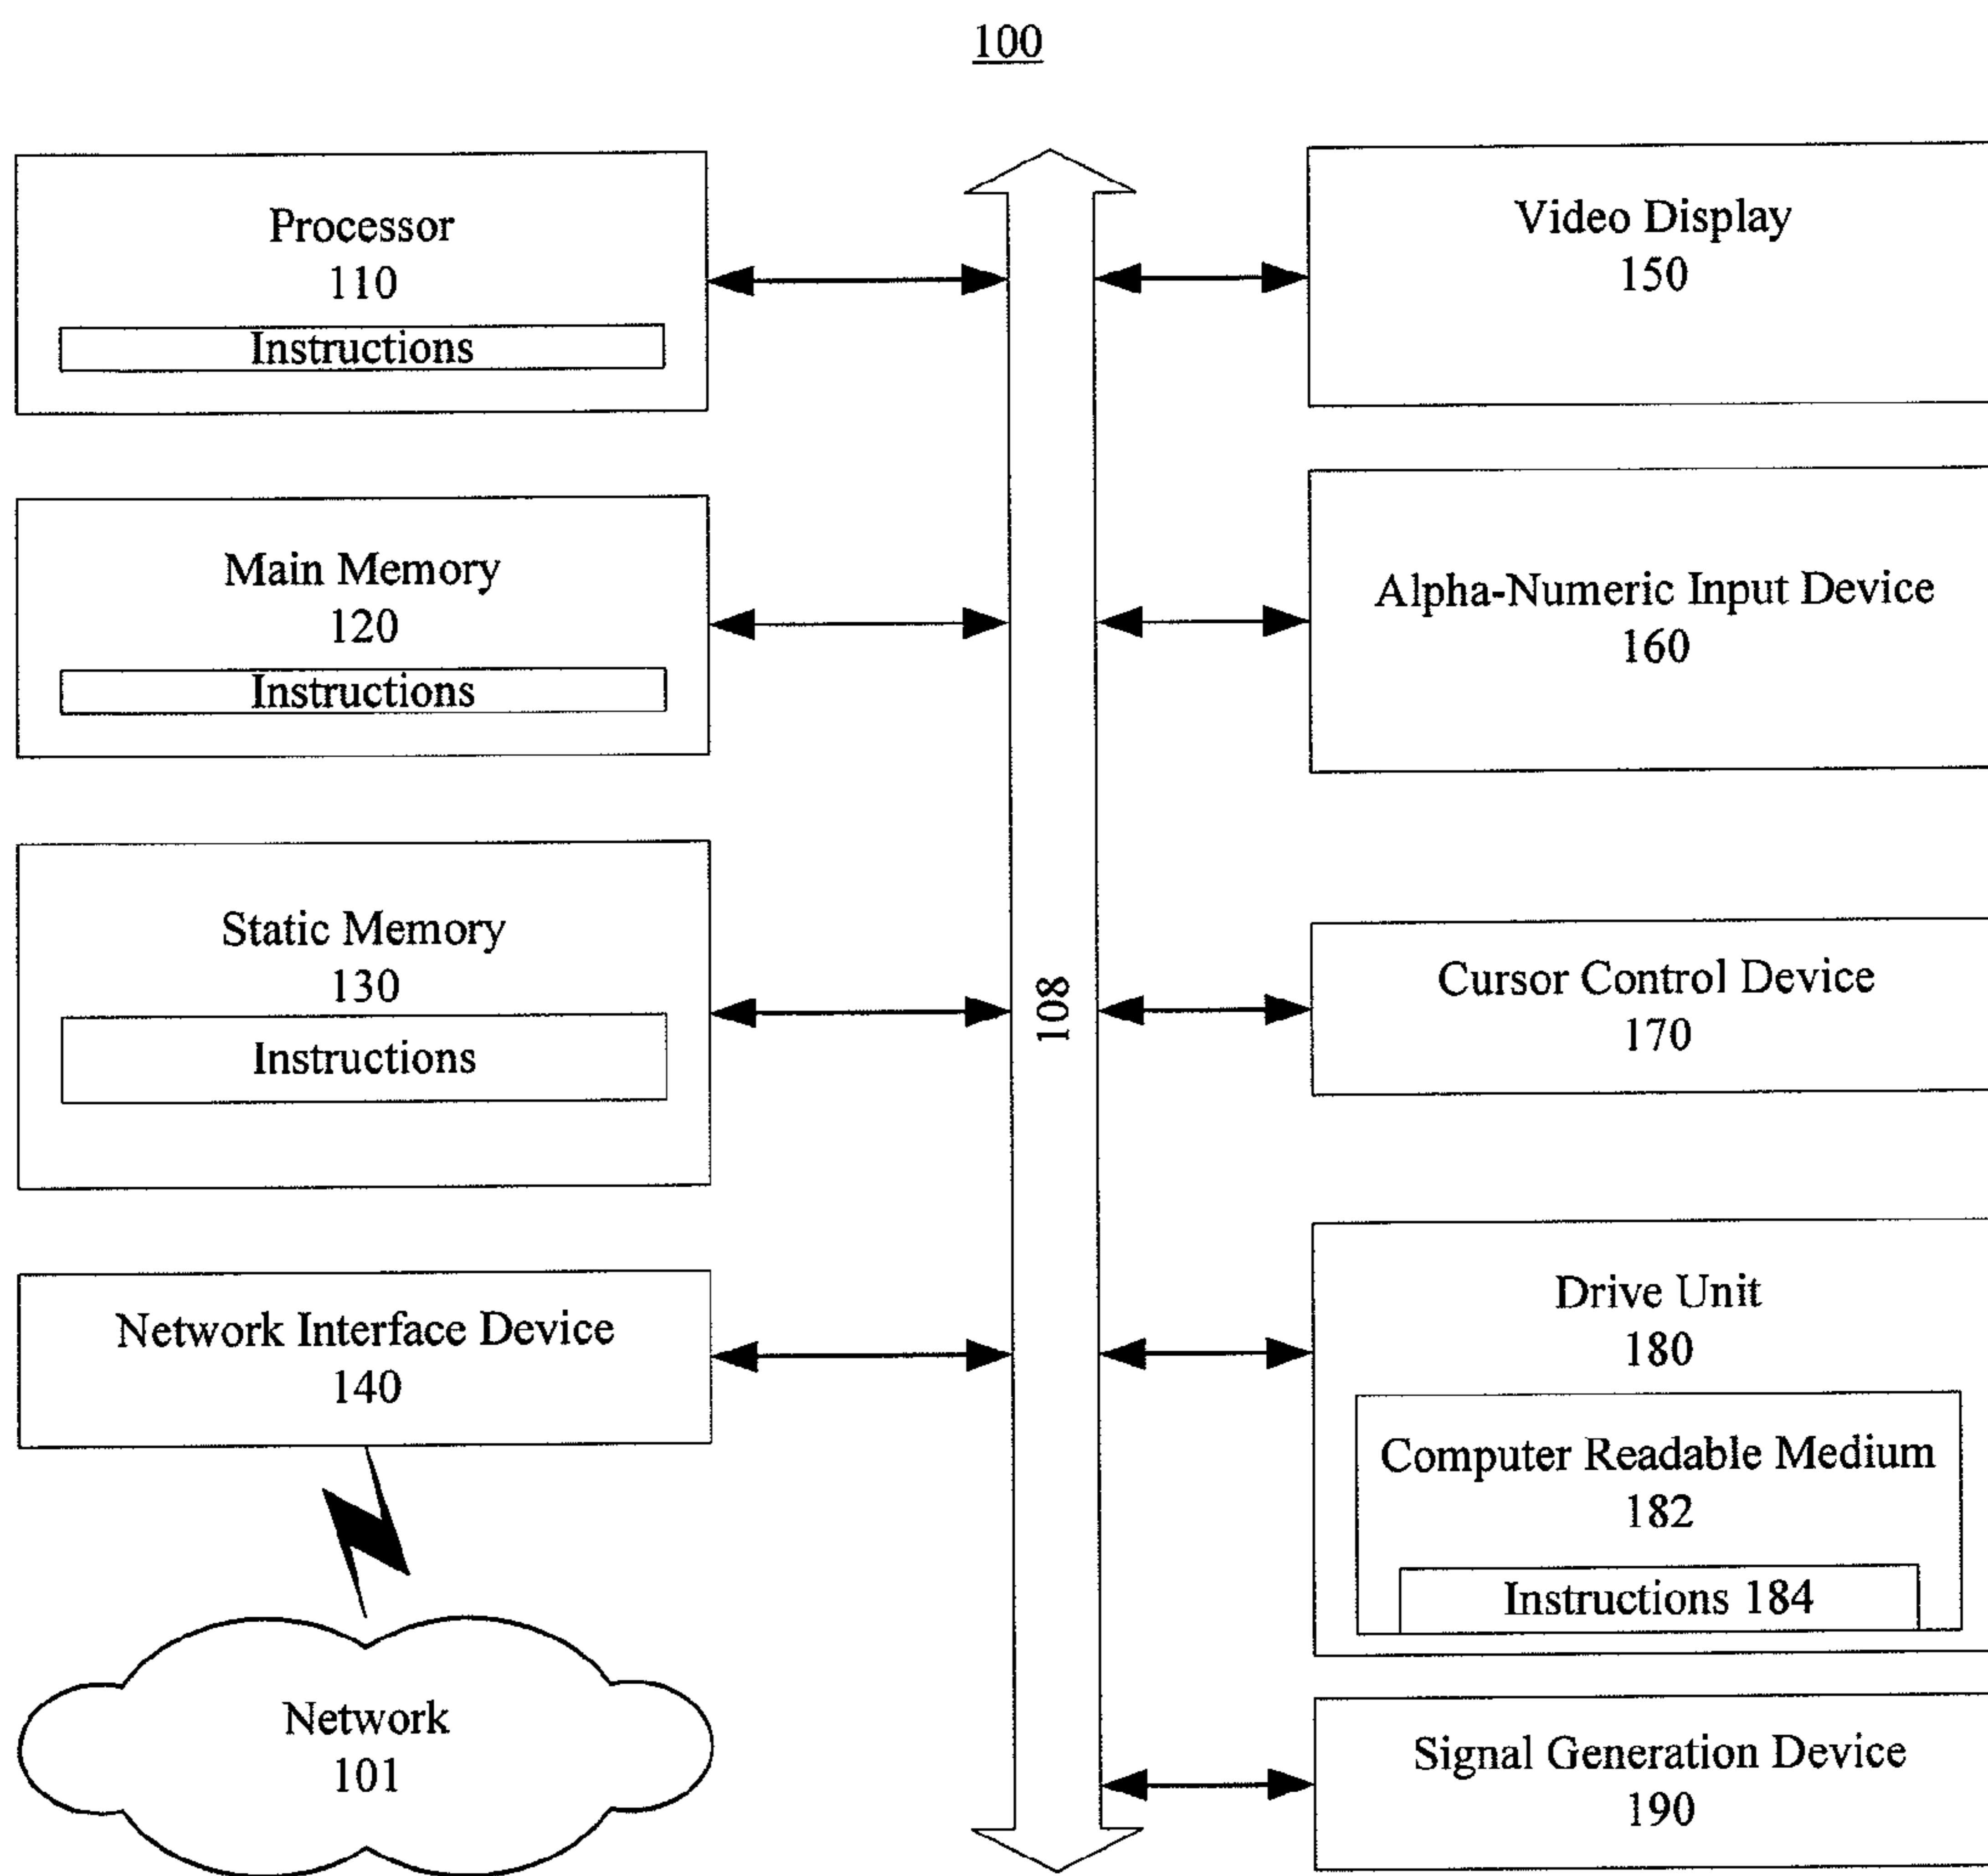 100
Processor
110
Instructions
Main Memory
120
Instructions
Static Memory
130
Instructions
Network Interface Device
140
Network
101
108
Video Display
150
Alpha-Numeric Input Device
160
Cursor Control Device
170
Drive Unit
180
Computer Readable Medium
182
Instructions 184
Signal Generation Device
190